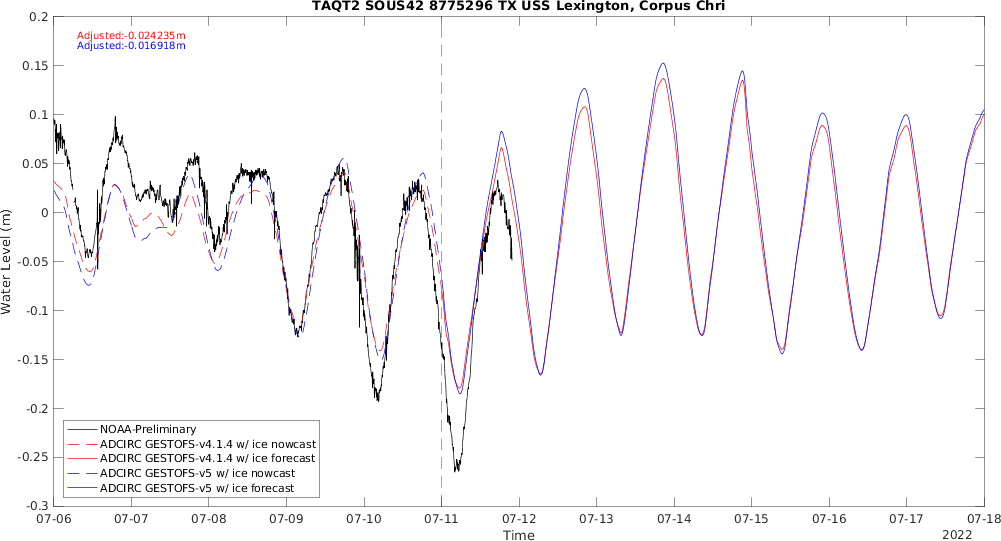 TAQT2 SOUS42 8775296 TX USS Lexington, Corpus Chri
Adjusted:-0.024235m
Adjusted:-0.016918m
0.2
0.15
0.1
0.05
0
-0.05
-0.1
-0.15
-0.2
-0.25
-0.3
Water Level (m)
NOAA-Preliminary
ADCIRC GESTOFS-v4.1.4 w/ ice nowcast
ADCIRC GESTOFS-v4.1.4 w/ ice forecast
ADCIRC GESTOFS-v5 w/ ice nowcast
ADCIRC GESTOFS-v5 w/ ice forecast
07-06 07-07 07-08 07-09 07-10 07-11 07-12 07-13 07-14 07-15 07-16 07-17 07-18
Time
2022